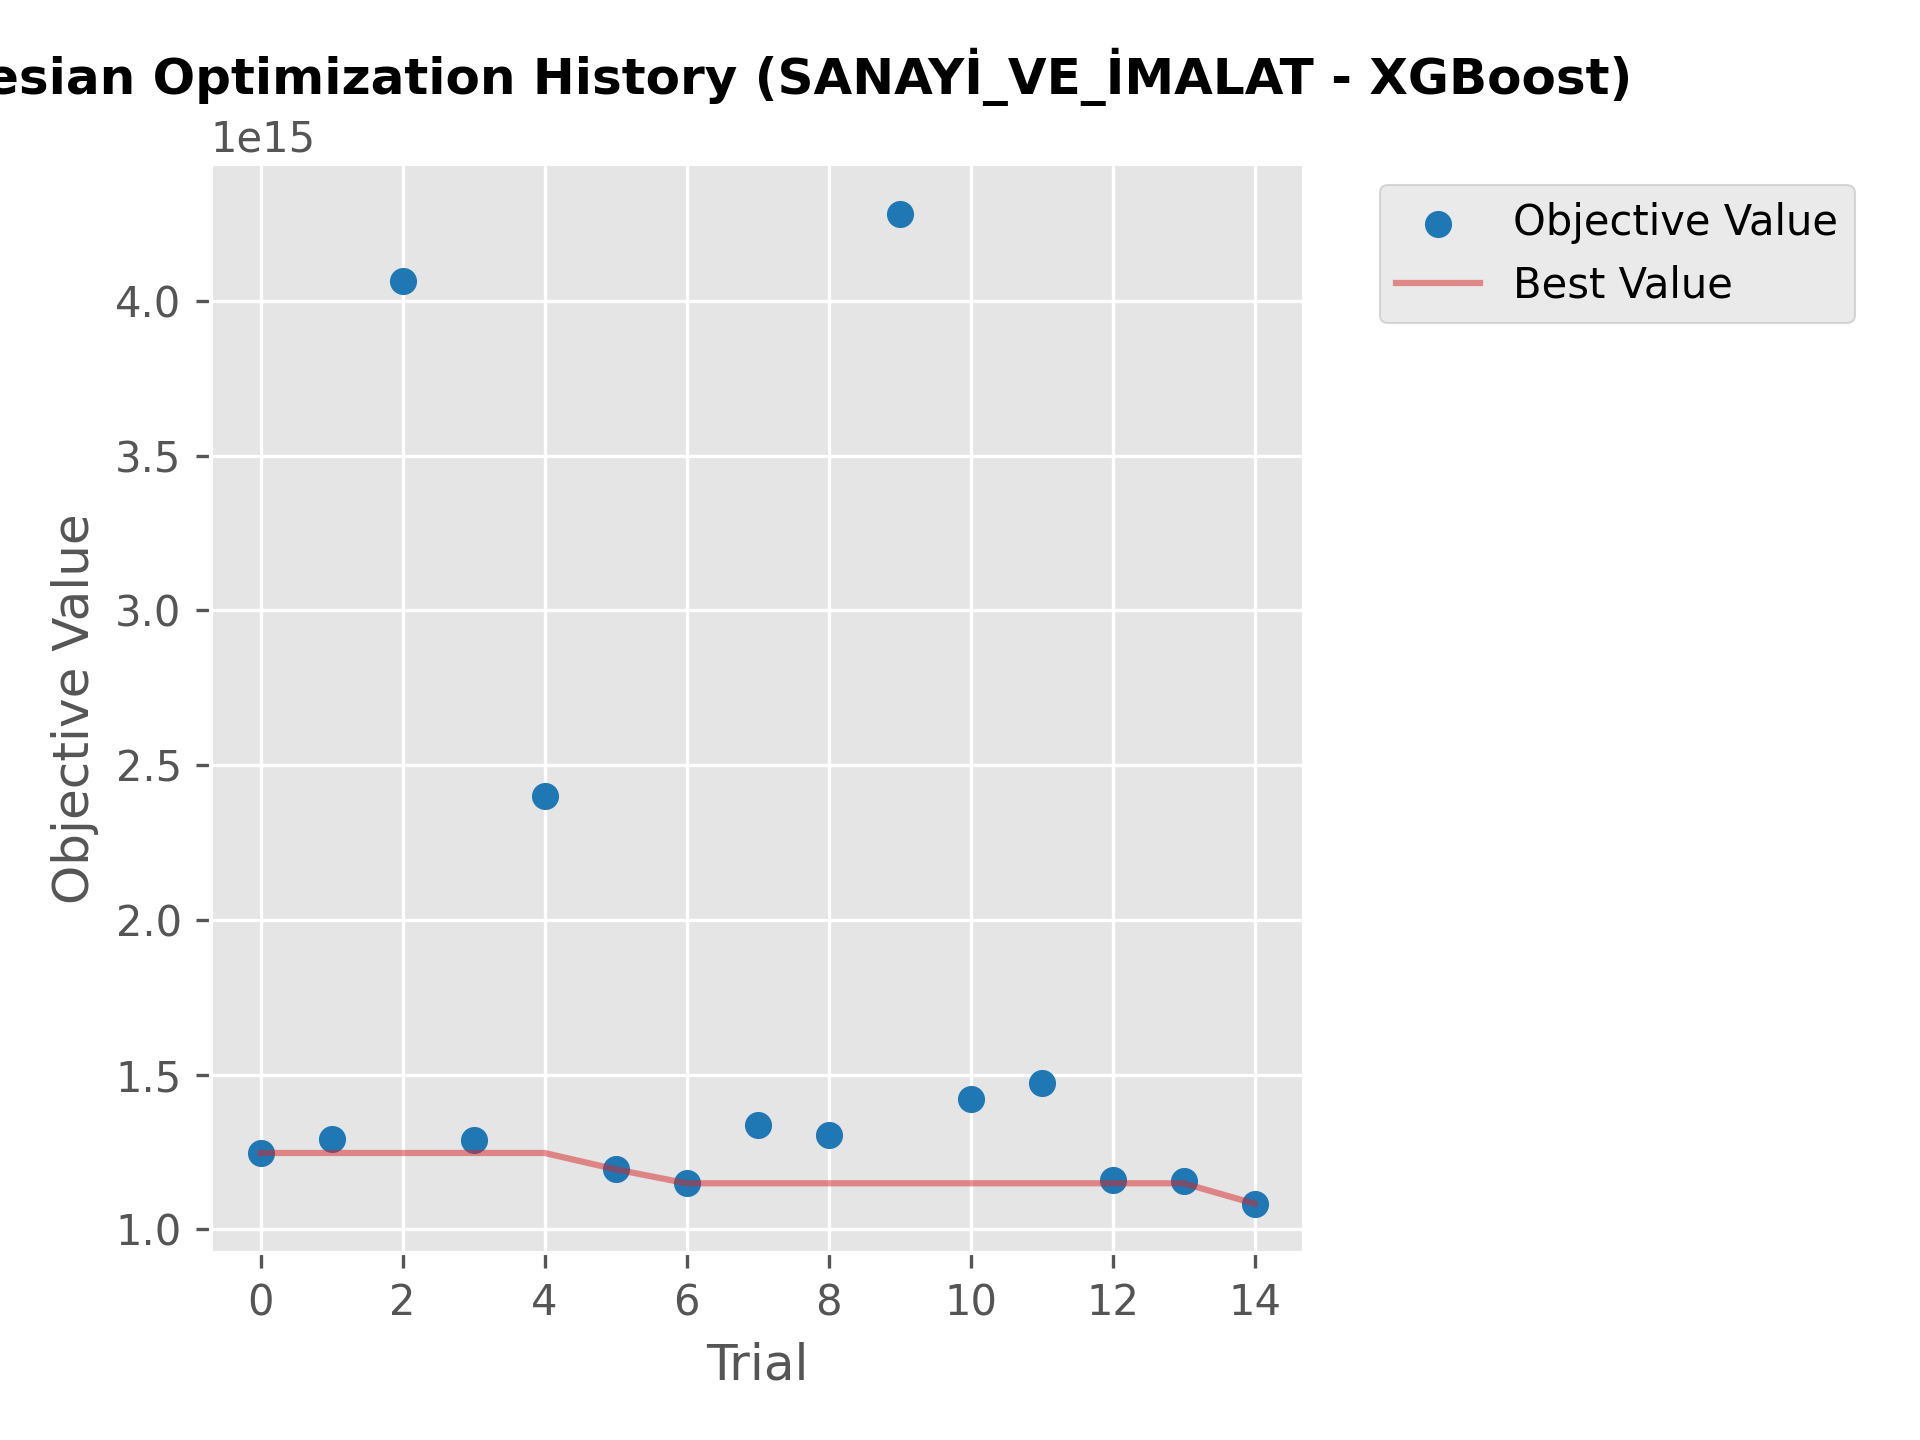 esian Optimization History (SANAYİ_VE_İMALAT - XGBoost)
1e15
Objective Value
Best Value
4.0
3.5
3.0
2.5
2.0
1.5
1.0
Objective Value
0 2 4 6 8 10 12 14
Trial